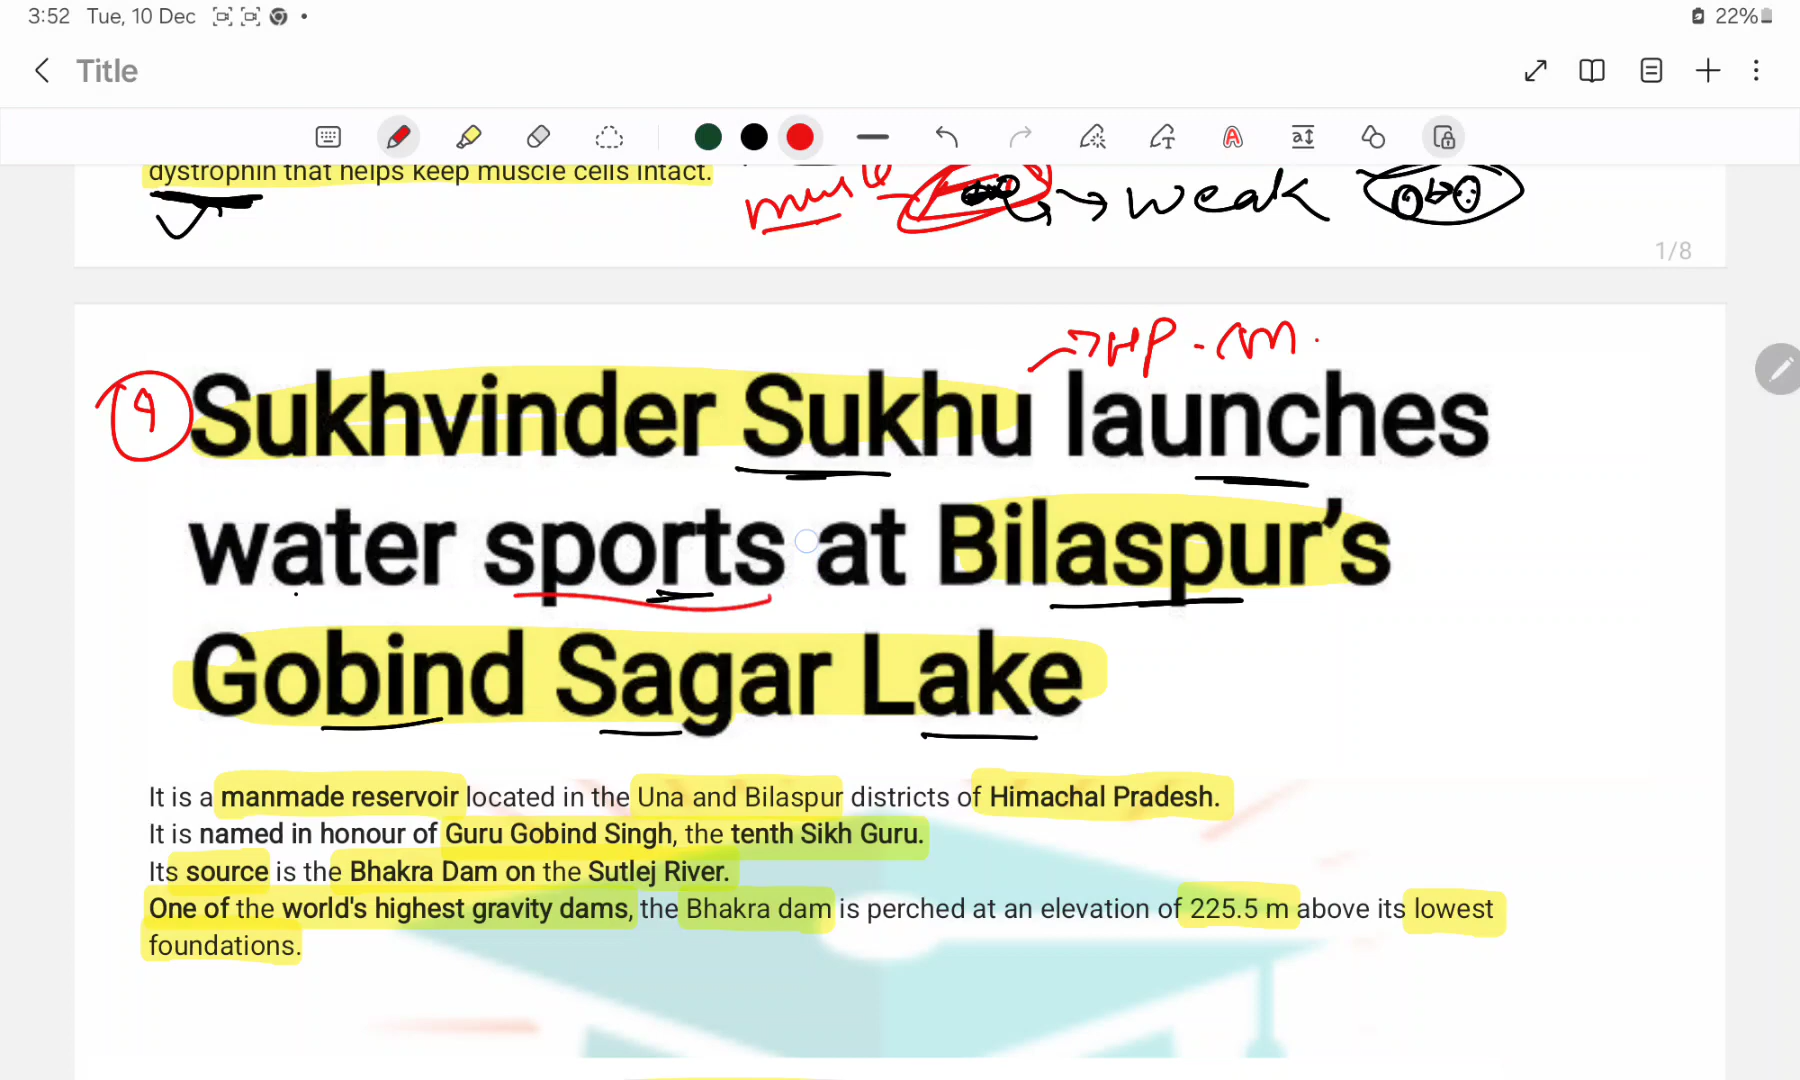 3:52 Tue, 10 Dec
22%
Title
dystrophin that helps keep muscle cells intact.
weak
1/8
HP - CM.
Sukhvinder Sukhu launches
water sports at Bilaspur's
Gobind Sagar Lake
It is a manmade reservoir located in the Una and Bilaspur districts of Himachal Pradesh.
It is named in honour of Guru Gobind Singh, the tenth Sikh Guru.
Its source is the Bhakra Dam on the Sutlej River.
One of the world's highest gravity dams, the Bhakra dam is perched at an elevation of 225.5 m above its lowest
foundations.